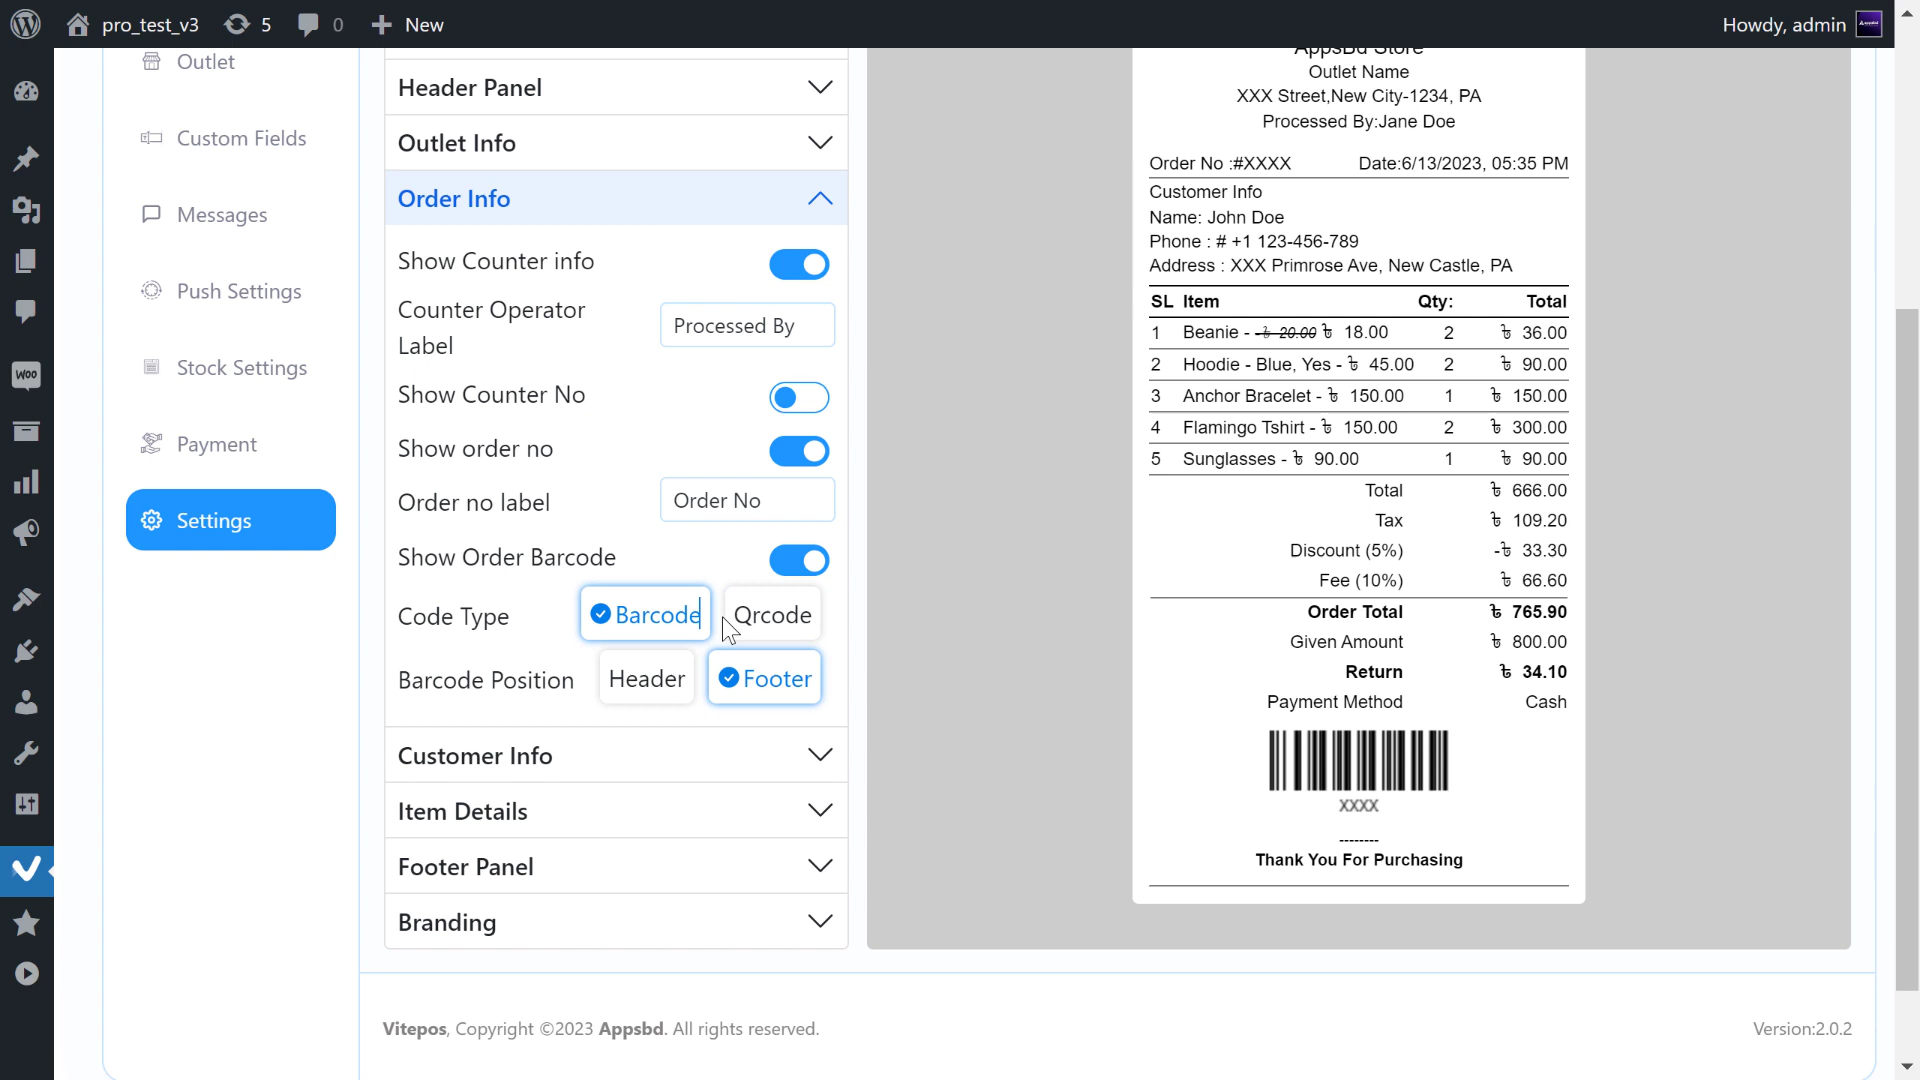 pro_test_v3 5 0 New Howdy, admin
Outlet
Custom Fields
Messages
Push Settings
Stock Settings
Payment
Settings
Woo
Header Panel
Outlet Info
Order Info
Show Counter info
Counter Operator
Label
Processed By
Show Counter No
Show order no
Order no label Order No
Show Order Barcode
Code Type Barcode Qrcode
Barcode Position Header Footer
Customer Info
Item Details
Footer Panel
Branding
AppsBd Store
Outlet Name
XXX Street,New City-1234, PA
Processed By:Jane Doe
Order No :#XXXX Date:6/13/2023, 05:35 PM
Customer Info
Name: John Doe
Phone : # +1 123-456-789
Address : XXX Primrose Ave, New Castle, PA
SL Item Qty: Total
1 Beanie - ৳ 20.00 ৳ 18.00 2 ৳ 36.00
2 Hoodie - Blue, Yes - ৳ 45.00 2 ৳ 90.00
3 Anchor Bracelet - ৳ 150.00 1 ৳ 150.00
4 Flamingo Tshirt - ৳ 150.00 2 ৳ 300.00
5 Sunglasses - ৳ 90.00 1 ৳ 90.00
Total ৳ 666.00
Tax ৳ 109.20
Discount (5%) -৳ 33.30
Fee (10%) ৳ 66.60
Order Total ৳ 765.90
Given Amount ৳ 800.00
Return ৳ 34.10
Payment Method Cash
XXXX
--------
Thank You For Purchasing
Vitepos, Copyright ©2023 Appsbd. All rights reserved. Version:2.0.2